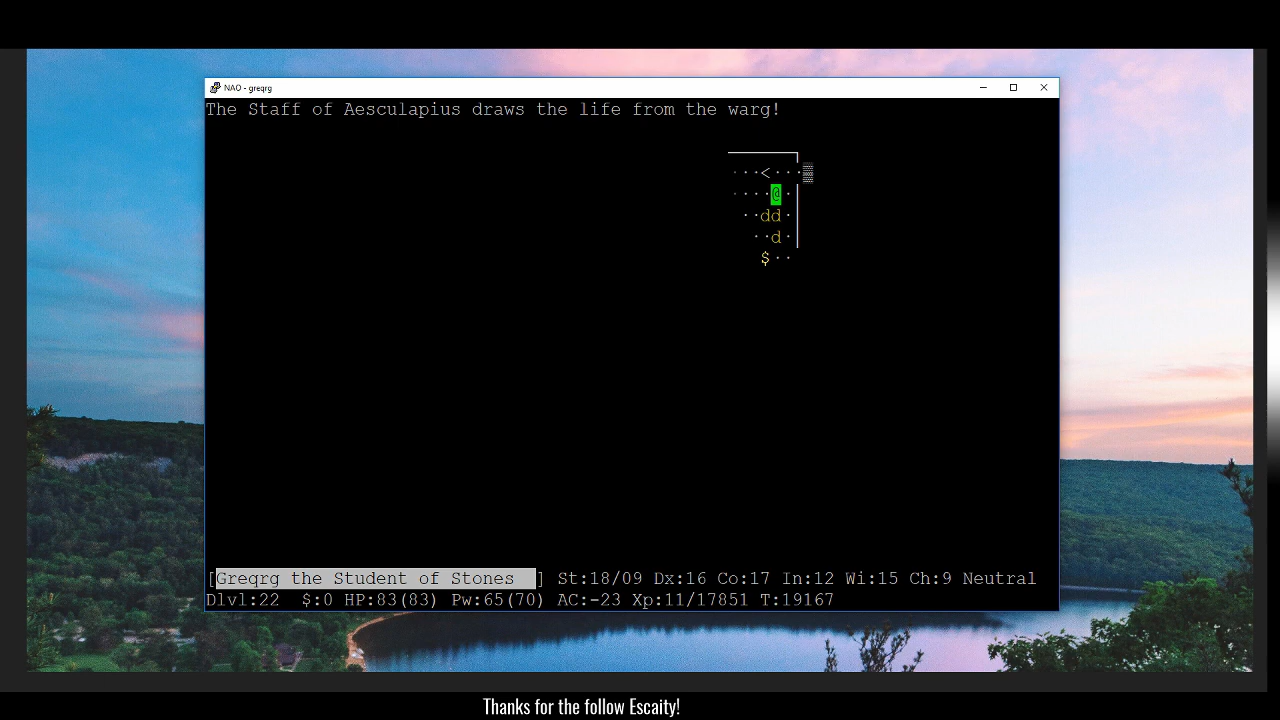 NAO - greqrg
The Staff of Aesculapius draws the life from the warg!
· · · < · · ·
· · · · @ ·
· · d d ·
· · d ·
$ · ·
[Greqrg the Student of Stones ] St:18/09 Dx:16 Co:17 In:12 Wi:15 Ch:9 Neutral
Dlvl:22 $:0 HP:83(83) Pw:65(70) AC:-23 Xp:11/17851 T:19167
Thanks for the follow Escaity!